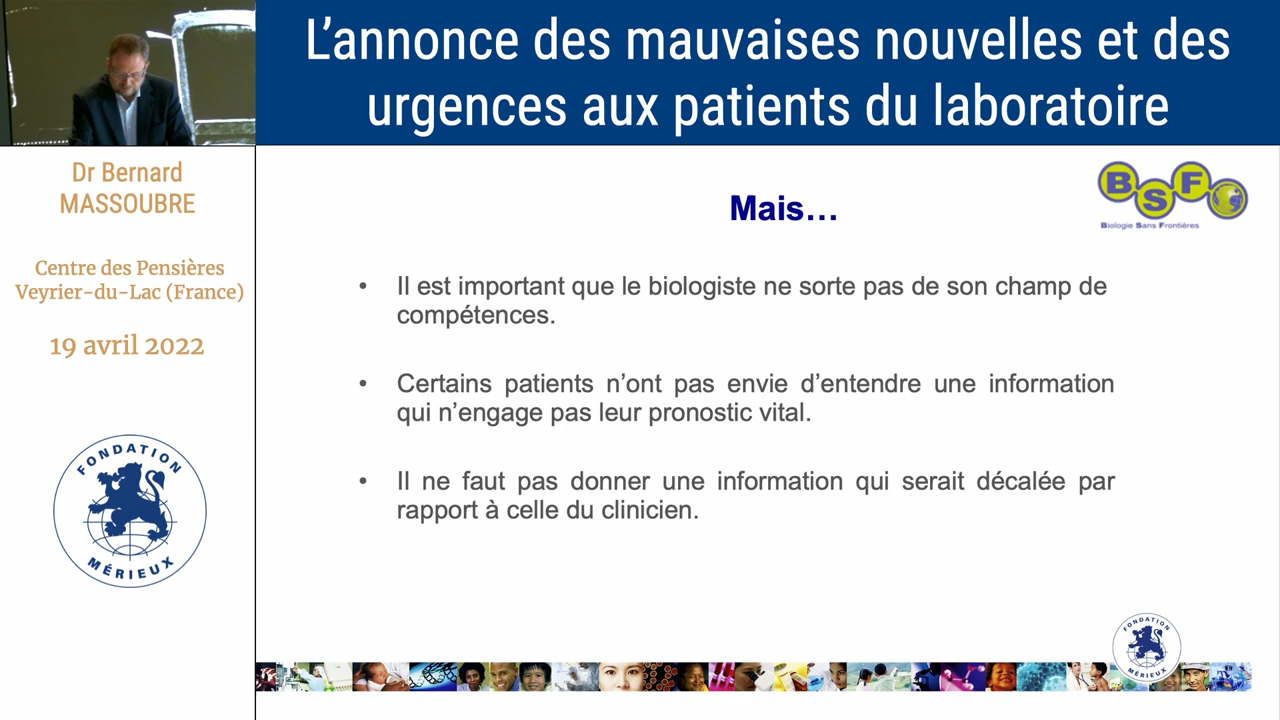 L'annonce des mauvaises nouvelles et des
urgences aux patients du laboratoire
Dr Bernard
MASSOUBRE
Centre des Pensières
Veyrier-du-Lac (France)
19 avril 2022
FONDATION
MÉRIEUX
BSF
Biologie Sans Frontières
Mais…
• Il est important que le biologiste ne sorte pas de son champ de
compétences.
• Certains patients n'ont pas envie d'entendre une information
qui n'engage pas leur pronostic vital.
• Il ne faut pas donner une information qui serait décalée par
rapport à celle du clinicien.
FONDATION
MÉRIEUX